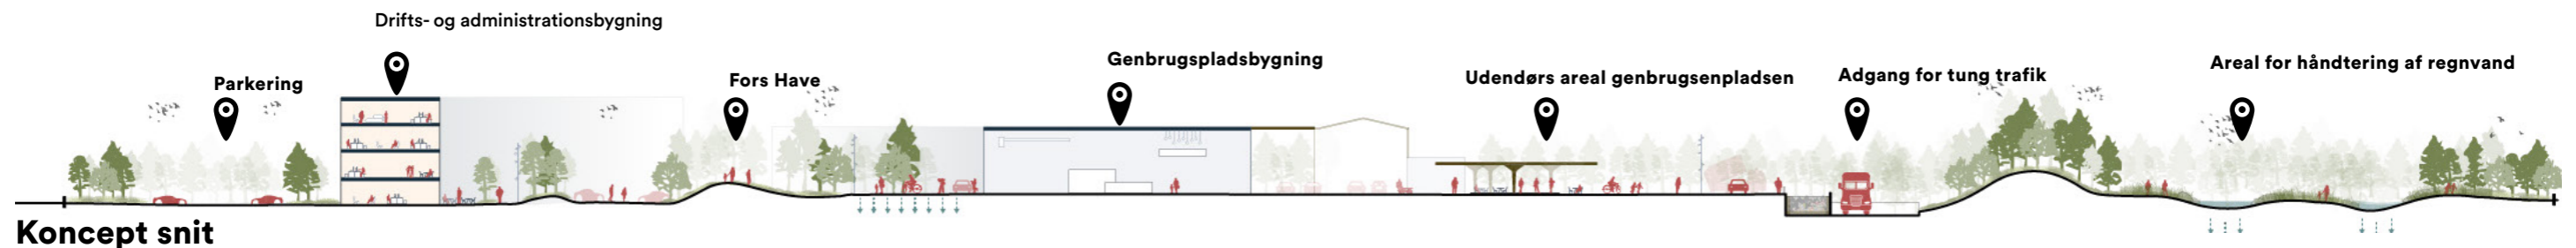 Drifts- og administrationsbygning
Parkering
Fors Have
Genbrugspladsbygning
Udendørs areal genbrugsenpladsen
Adgang for tung trafik
Areal for håndtering af regnvand
Koncept snit